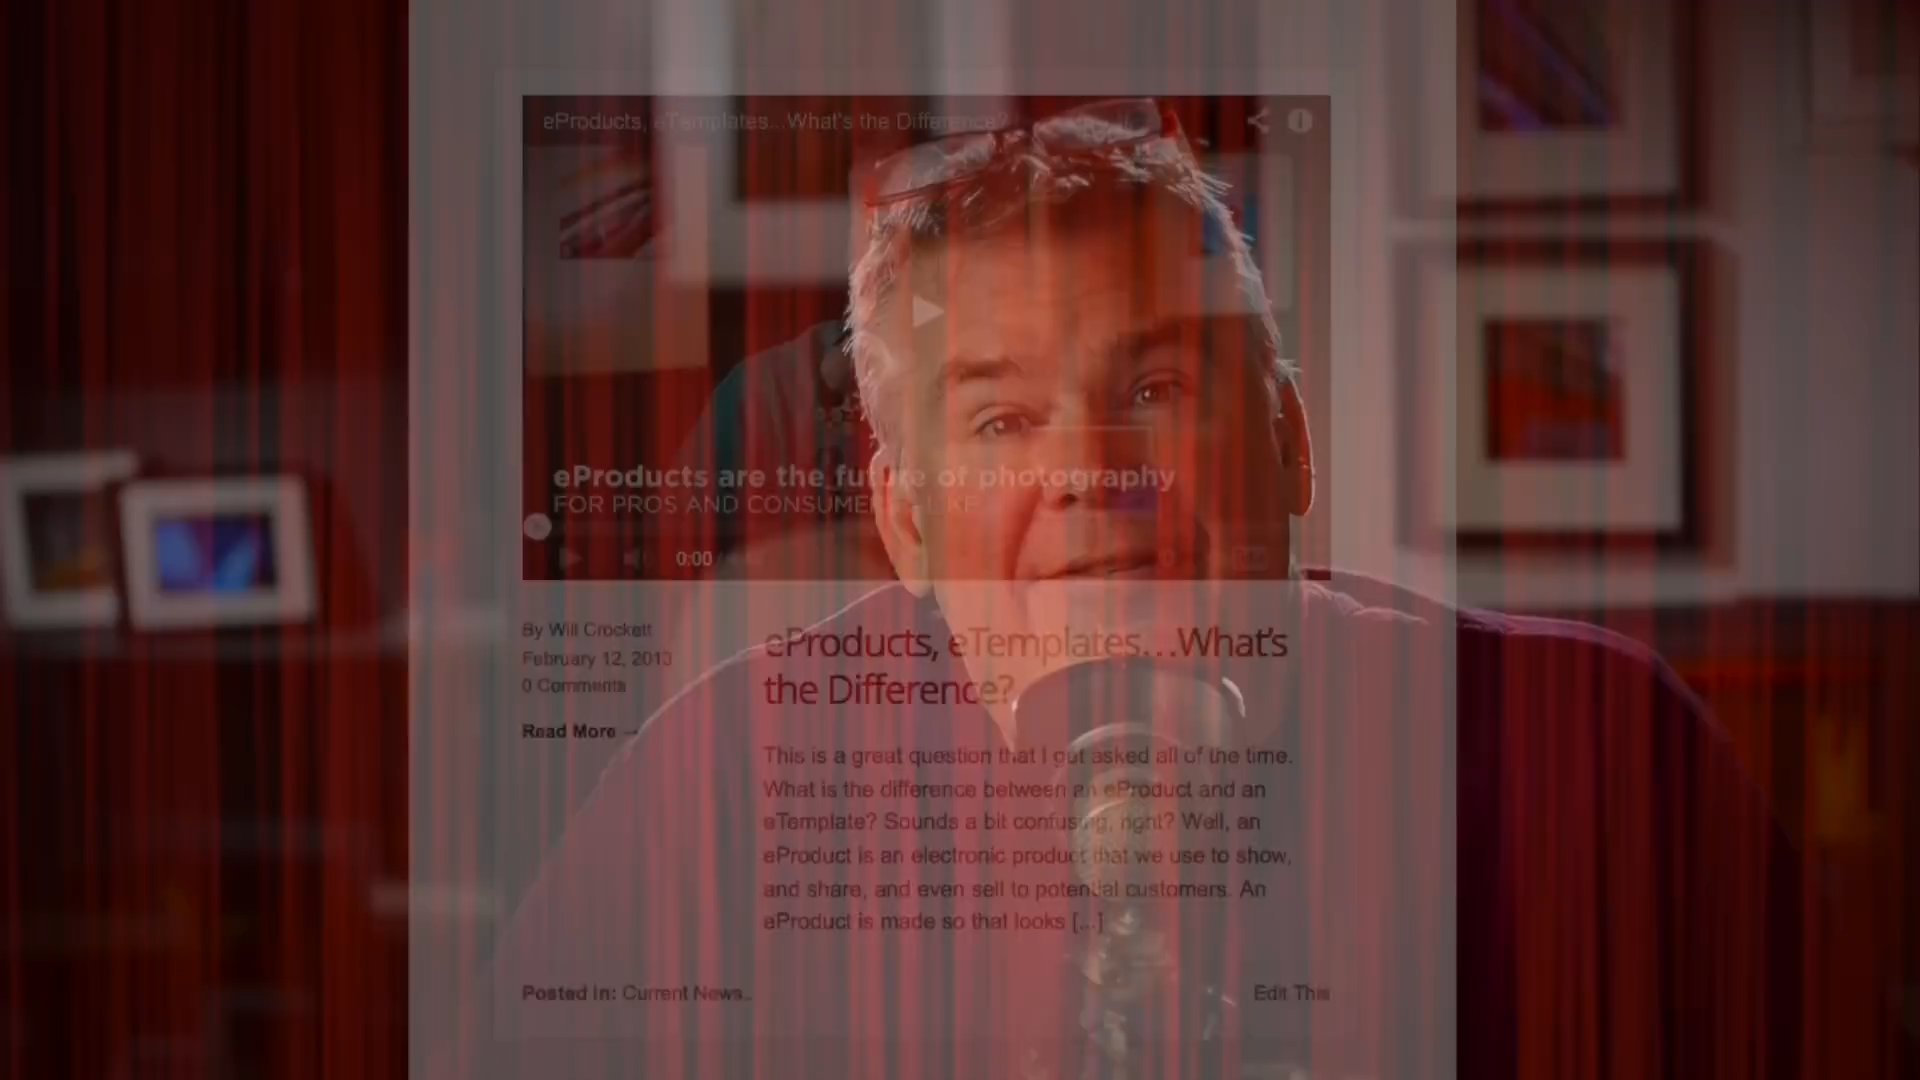 eProducts, eTemplates...What's the Difference?
eProducts are the future of photography
FOR PROS AND CONSUMERS
0:00
By Will Crockett
February 12, 2013
0 Comments
Read More →
eProducts, eTemplates…What's
the Difference?
This is a great question that I get asked all of the time.
What is the difference between an eProduct and an
eTemplate? Sounds a bit confusing, right? Well, an
eProduct is an electronic product that we use to show,
and share, and even sell to potential customers. An
eProduct is made so that looks [...]
Posted in: Current News..
Edit This